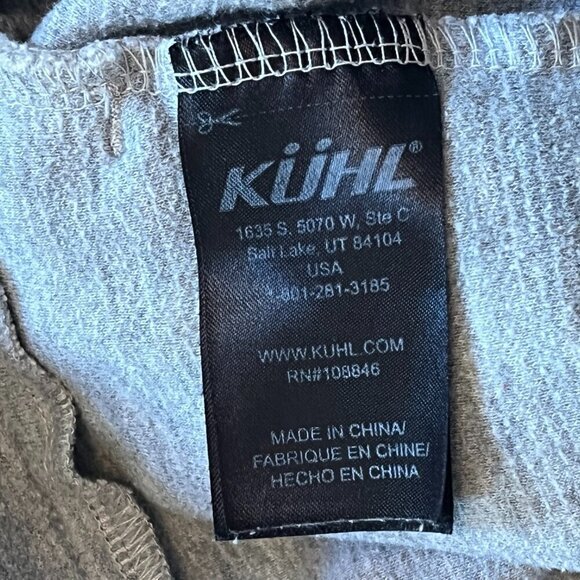 KÜHL®
1635 S. 5070 W, Ste C
Salt Lake, UT 84104
USA
1-801-281-3185
WWW.KUHL.COM
RN#108846
MADE IN CHINA/
FABRIQUE EN CHINE/
HECHO EN CHINA